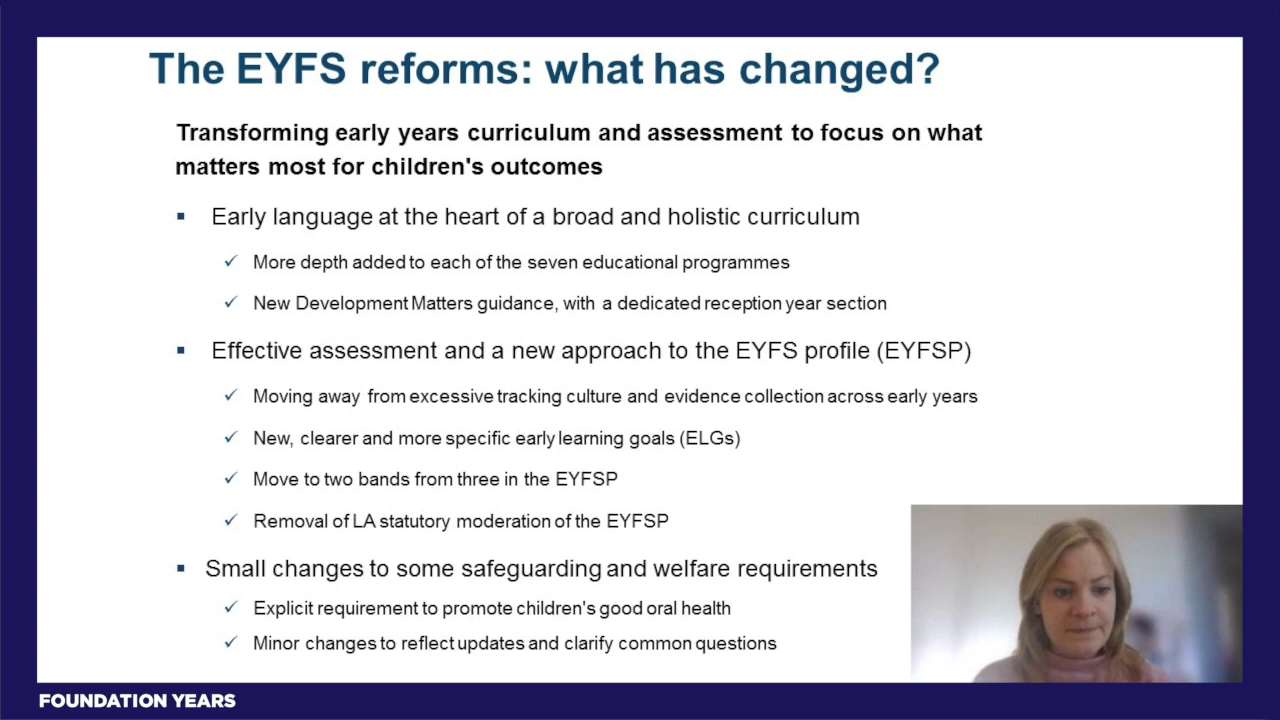 The EYFS reforms: what has changed?
Transforming early years curriculum and assessment to focus on what
matters most for children's outcomes
▪ Early language at the heart of a broad and holistic curriculum
✓ More depth added to each of the seven educational programmes
✓ New Development Matters guidance, with a dedicated reception year section
▪ Effective assessment and a new approach to the EYFS profile (EYFSP)
✓ Moving away from excessive tracking culture and evidence collection across early years
✓ New, clearer and more specific early learning goals (ELGs)
✓ Move to two bands from three in the EYFSP
✓ Removal of LA statutory moderation of the EYFSP
▪ Small changes to some safeguarding and welfare requirements
✓ Explicit requirement to promote children's good oral health
✓ Minor changes to reflect updates and clarify common questions
FOUNDATION YEARS